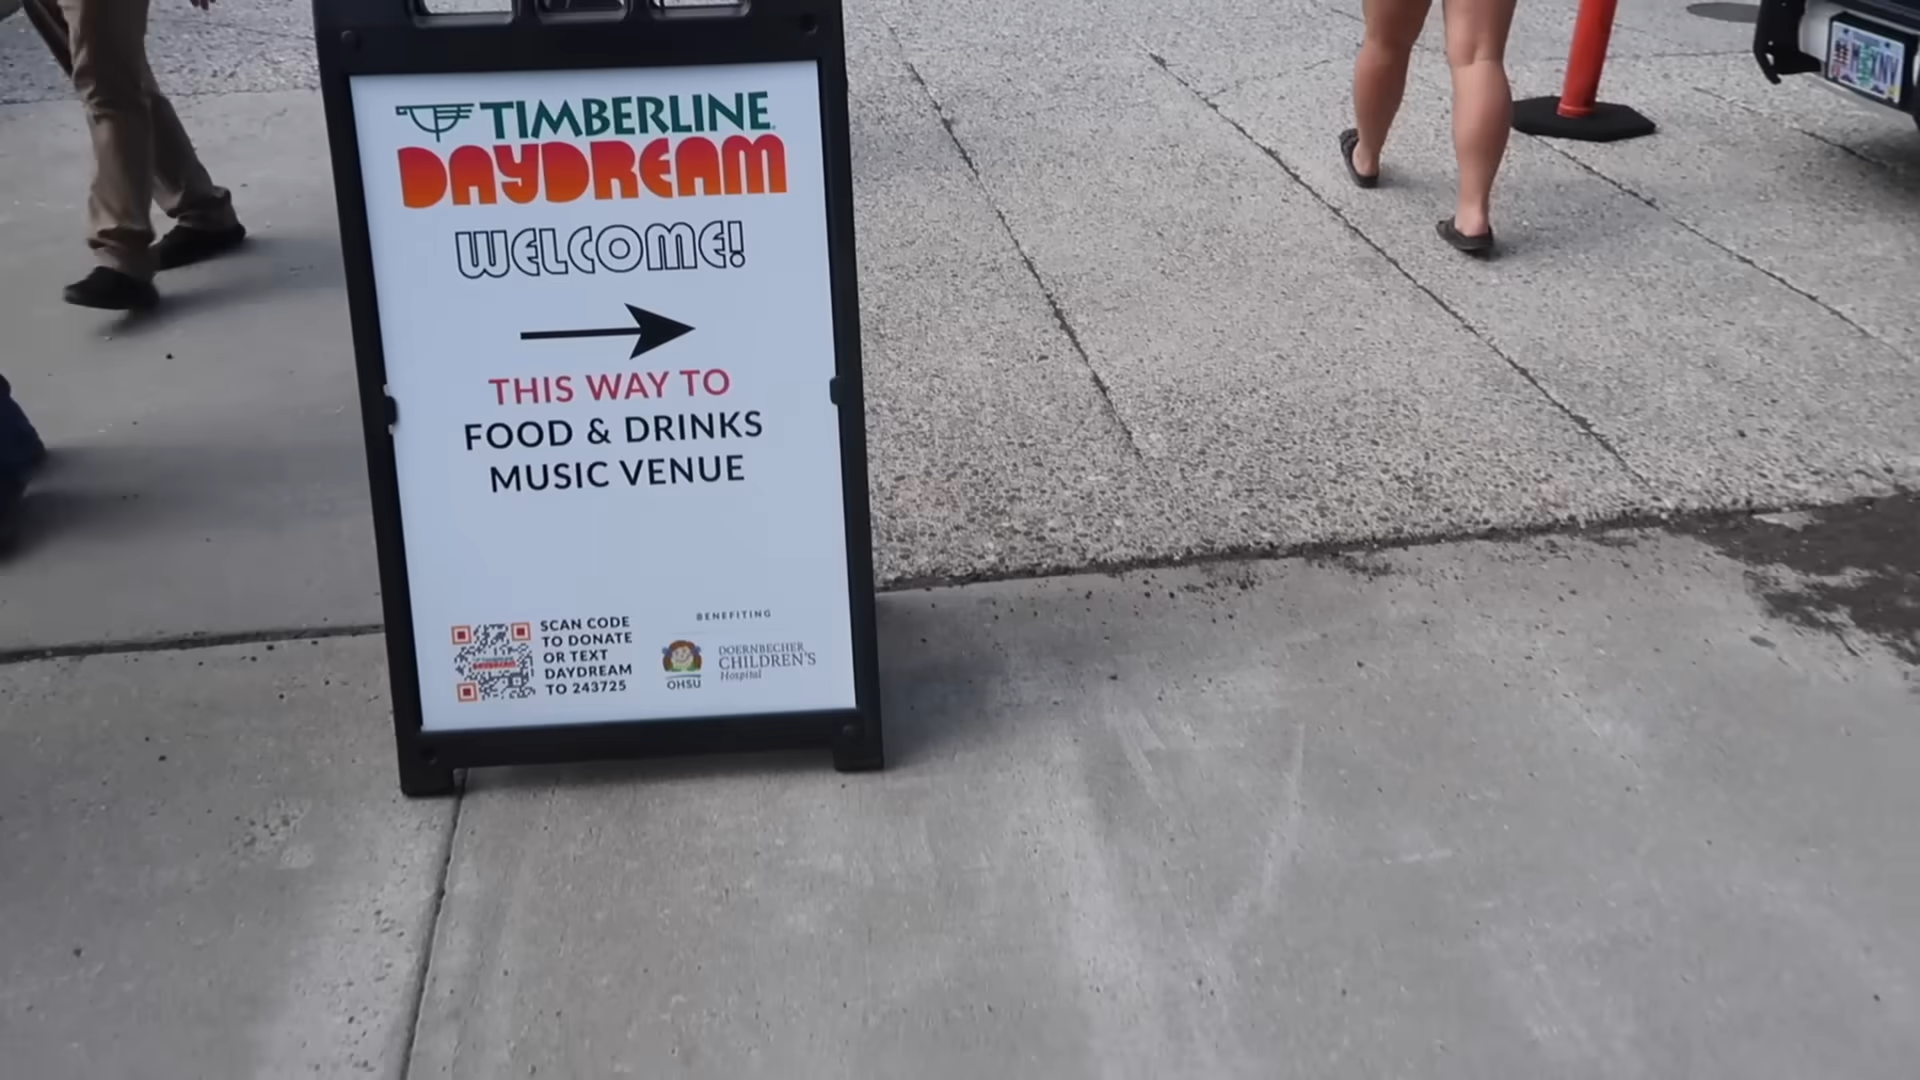 TIMBERLINE
DAYDREAM
WELCOME!
THIS WAY TO
FOOD & DRINKS
MUSIC VENUE
SCAN CODE
TO DONATE
OR TEXT
DAYDREAM
TO 243725
BENEFITING
OHSU
DOERNBECHER
CHILDREN'S
Hospital